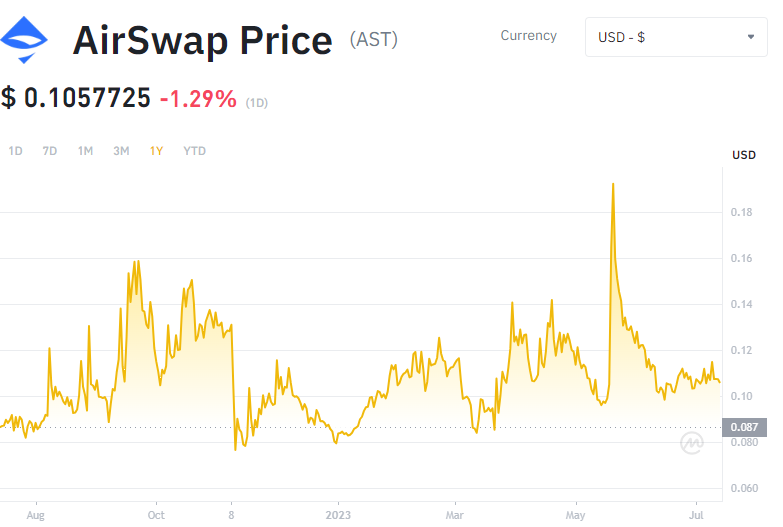 AirSwap Price (AST)
Currency
USD - $
$ 0.1057725 -1.29% (1D)
1D 7D 1M 3M 1Y YTD
USD
0.18
0.16
0.14
0.12
0.10
0.087
0.080
0.060
Aug Oct 8 2023 Mar May Jul